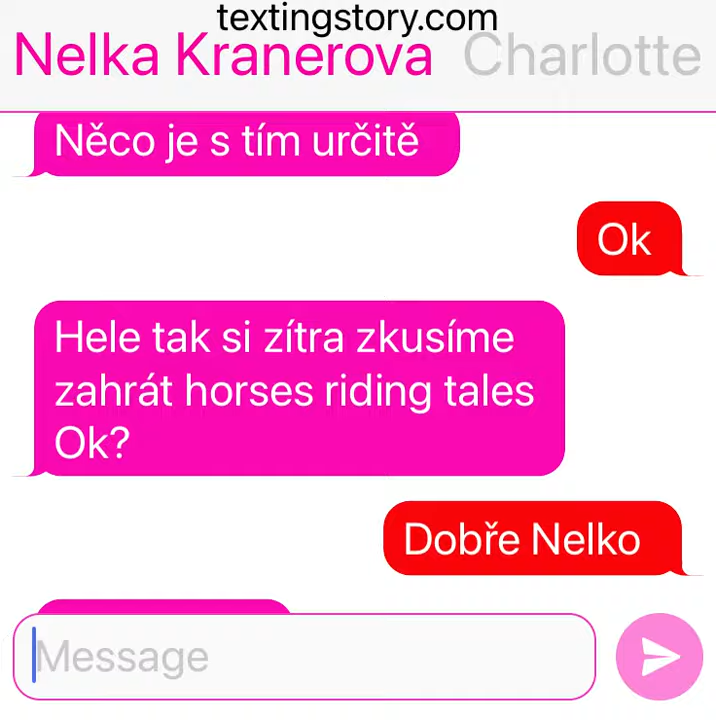 textingstory.com
Nelka Kranerova Charlotte
Něco je s tím určitě
Ok
Hele tak si zítra zkusíme
zahrát horses riding tales
Ok?
Dobře Nelko
Message